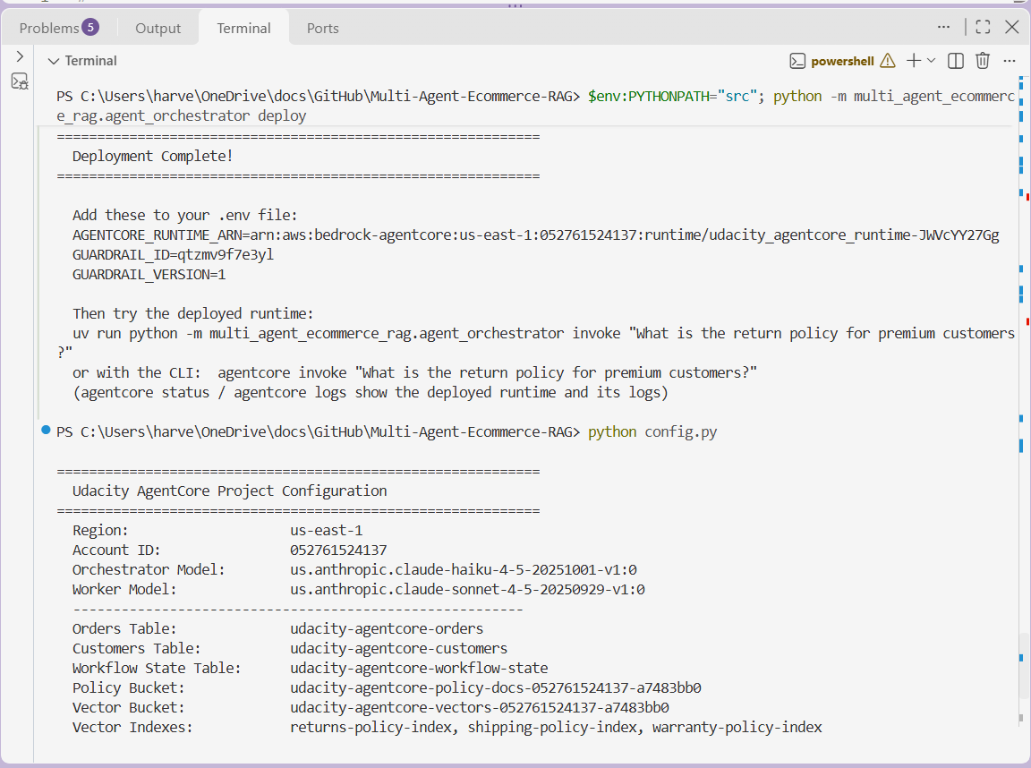 Problems 5 Output Terminal Ports
Terminal
powershell
PS C:\Users\harve\OneDrive\docs\GitHub\Multi-Agent-Ecommerce-RAG> $env:PYTHONPATH="src"; python -m multi_agent_ecommerc
e_rag.agent_orchestrator deploy
============================================================
Deployment Complete!
============================================================
Add these to your .env file:
AGENTCORE_RUNTIME_ARN=arn:aws:bedrock-agentcore:us-east-1:052761524137:runtime/udacity_agentcore_runtime-JWVcYY27Gg
GUARDRAIL_ID=qtzmv9f7e3yl
GUARDRAIL_VERSION=1
Then try the deployed runtime:
uv run python -m multi_agent_ecommerce_rag.agent_orchestrator invoke "What is the return policy for premium customers
?"
or with the CLI:  agentcore invoke "What is the return policy for premium customers?"
(agentcore status / agentcore logs show the deployed runtime and its logs)
PS C:\Users\harve\OneDrive\docs\GitHub\Multi-Agent-Ecommerce-RAG> python config.py
============================================================
Udacity AgentCore Project Configuration
============================================================
Region: us-east-1
Account ID: 052761524137
Orchestrator Model: us.anthropic.claude-haiku-4-5-20251001-v1:0
Worker Model: us.anthropic.claude-sonnet-4-5-20250929-v1:0
--------------------------------------------------------
Orders Table: udacity-agentcore-orders
Customers Table: udacity-agentcore-customers
Workflow State Table: udacity-agentcore-workflow-state
Policy Bucket: udacity-agentcore-policy-docs-052761524137-a7483bb0
Vector Bucket: udacity-agentcore-vectors-052761524137-a7483bb0
Vector Indexes: returns-policy-index, shipping-policy-index, warranty-policy-index